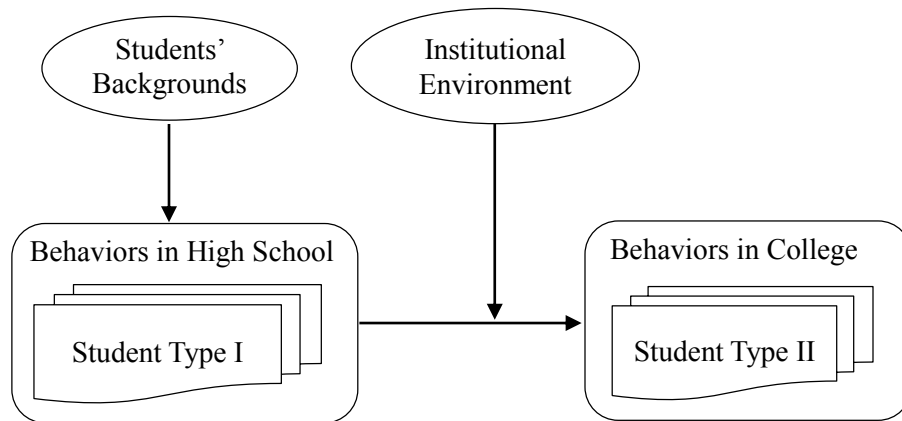 Students’
Backgrounds
Institutional
Environment
Behaviors in High School
Student Type I
Behaviors in College
Student Type II